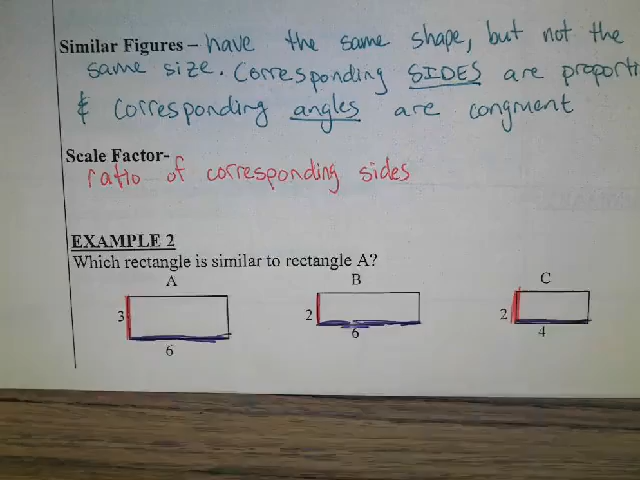 Similar Figures – have the same shape, but not the
same size. Corresponding SIDES are
& corresponding angles are congruent
Scale Factor-
ratio of corresponding sides
EXAMPLE 2
Which rectangle is similar to rectangle A?
A B C
3 2 2
6 6 4